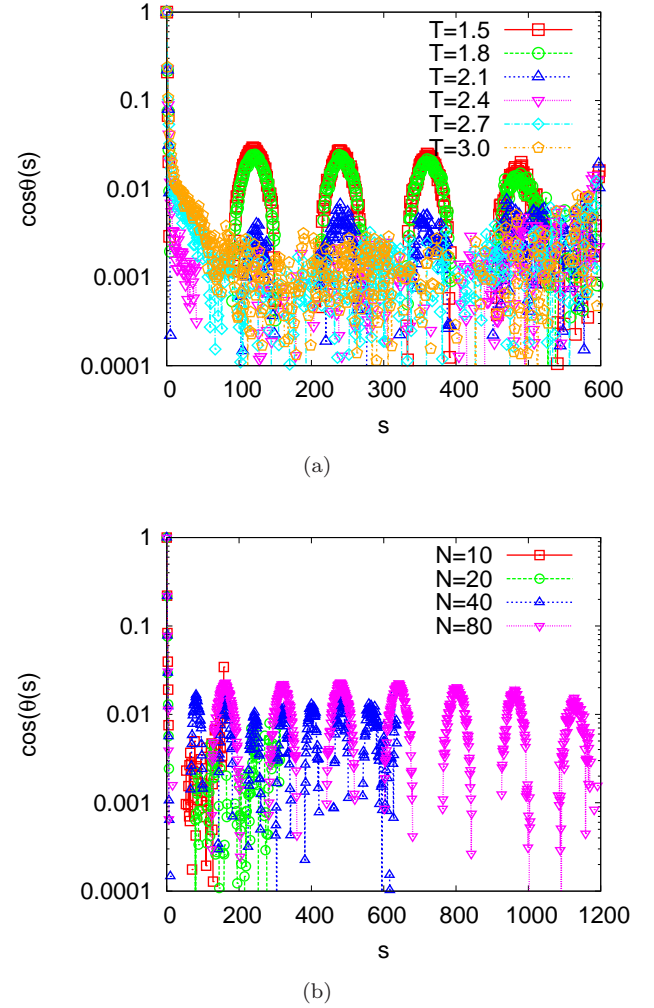 1
0.1
0.01
0.001
0.0001
cosθ(s)
T=1.5
T=1.8
T=2.1
T=2.4
T=2.7
T=3.0
0 100 200 300 400 500 600
s
(a)
1
0.1
0.01
0.001
0.0001
cos(θ(s)
N=10
N=20
N=40
N=80
0 200 400 600 800 1000 1200
s
(b)